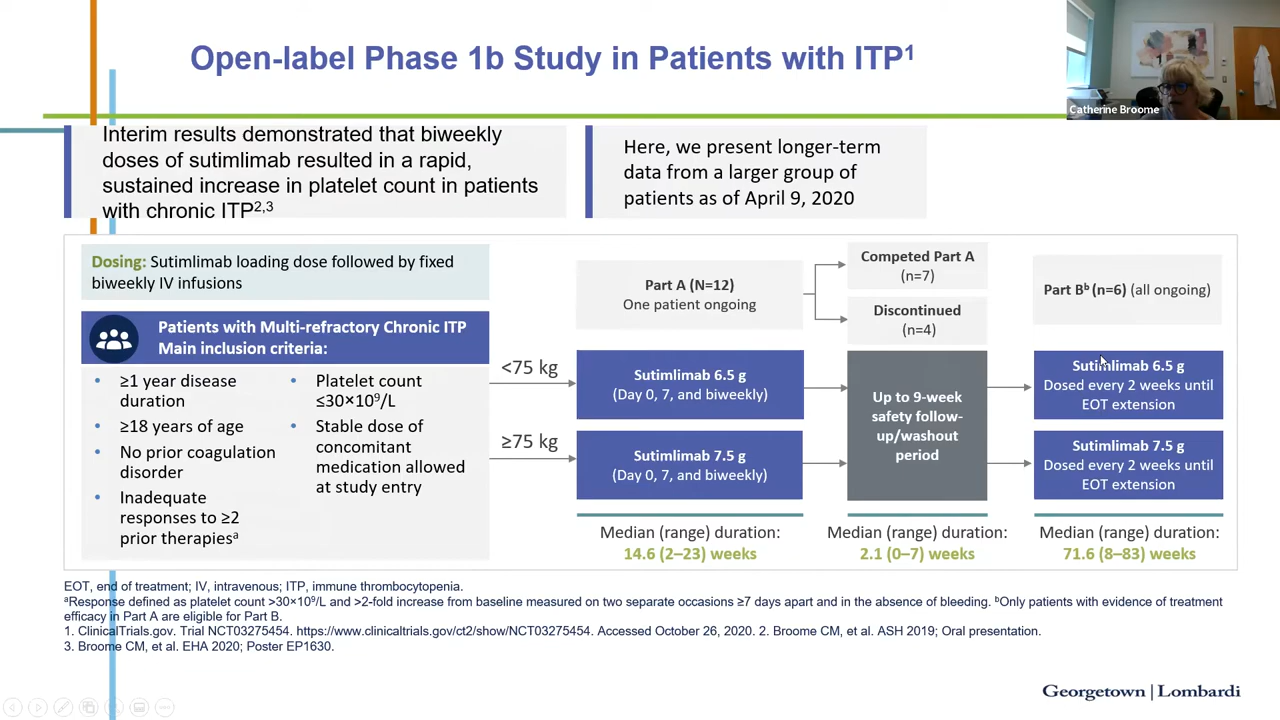 Open-label Phase 1b Study in Patients with ITP1
Catherine Broome
Interim results demonstrated that biweekly
doses of sutimlimab resulted in a rapid,
sustained increase in platelet count in patients
with chronic ITP2,3
Here, we present longer-term
data from a larger group of
patients as of April 9, 2020
Dosing: Sutimlimab loading dose followed by fixed
biweekly IV infusions
Patients with Multi-refractory Chronic ITP
Main inclusion criteria:
• ≥1 year disease
duration
• ≥18 years of age
• No prior coagulation
disorder
• Inadequate
responses to ≥2
prior therapiesa
• Platelet count
≤30×109/L
• Stable dose of
concomitant
medication allowed
at study entry
<75 kg
≥75 kg
Part A (N=12)
One patient ongoing
Sutimlimab 6.5 g
(Day 0, 7, and biweekly)
Sutimlimab 7.5 g
(Day 0, 7, and biweekly)
Median (range) duration:
14.6 (2–23) weeks
Competed Part A
(n=7)
Discontinued
(n=4)
Up to 9-week
safety follow-
up/washout
period
Median (range) duration:
2.1 (0–7) weeks
Part Bb (n=6) (all ongoing)
Sutimlimab 6.5 g
Dosed every 2 weeks until
EOT extension
Sutimlimab 7.5 g
Dosed every 2 weeks until
EOT extension
Median (range) duration:
71.6 (8–83) weeks
EOT, end of treatment; IV, intravenous; ITP, immune thrombocytopenia.
aResponse defined as platelet count >30×109/L and >2-fold increase from baseline measured on two separate occasions ≥7 days apart and in the absence of bleeding. bOnly patients with evidence of treatment
efficacy in Part A are eligible for Part B.
1. ClinicalTrials.gov. Trial NCT03275454. https://www.clinicaltrials.gov/ct2/show/NCT03275454. Accessed October 26, 2020. 2. Broome CM, et al. ASH 2019; Oral presentation.
3. Broome CM, et al. EHA 2020; Poster EP1630.
Georgetown | Lombardi